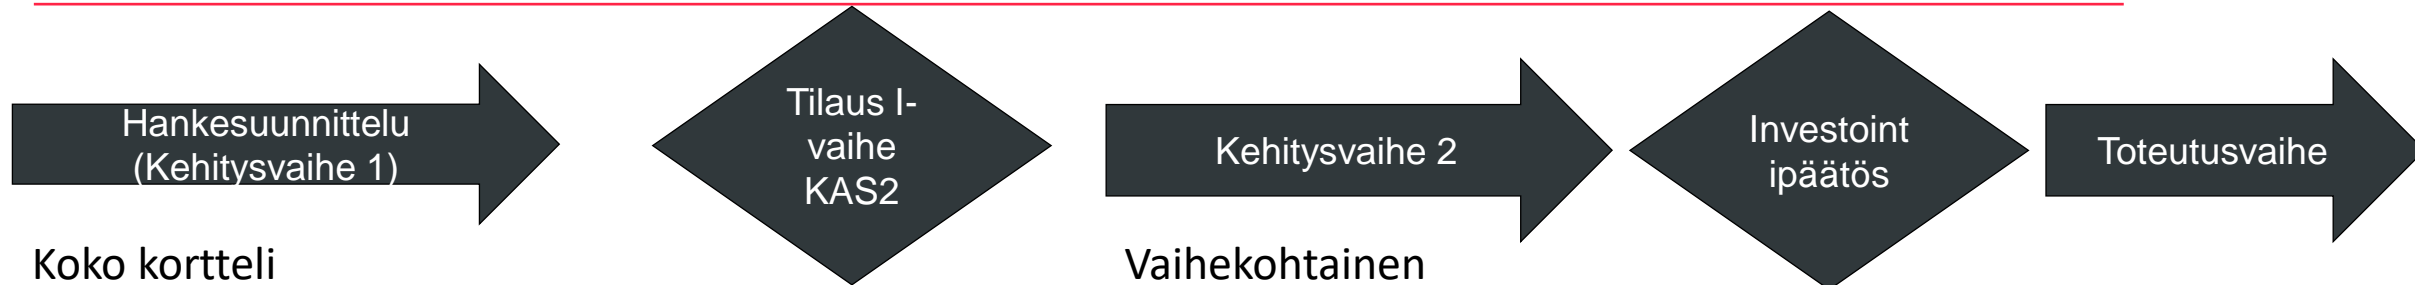 Hankesuunnittelu
(Kehitysvaihe 1)
Tilaus I-
vaihe
KAS2
Kehitysvaihe 2
Investoint
ipäätös
Toteutusvaihe
Koko kortteli
Vaihekohtainen